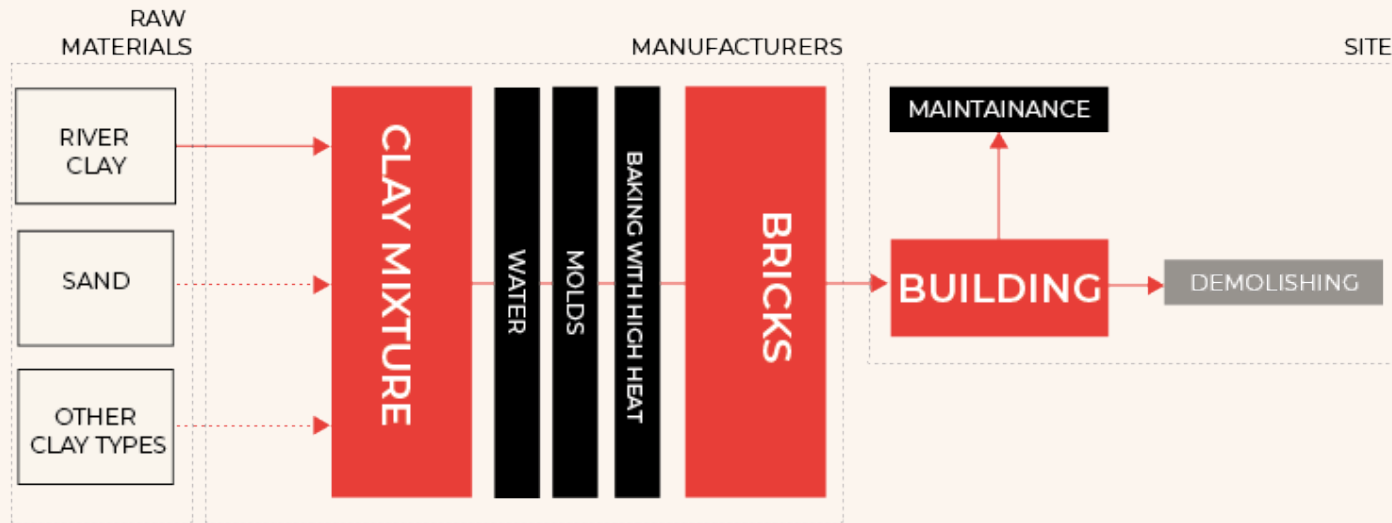 RAW
MATERIALS
MANUFACTURERS
SITE
RIVER
CLAY
SAND
OTHER
CLAY TYPES
CLAY MIXTURE
WATER
MOLDS
BAKING WITH HIGH HEAT
BRICKS
MAINTAINANCE
BUILDING
DEMOLISHING